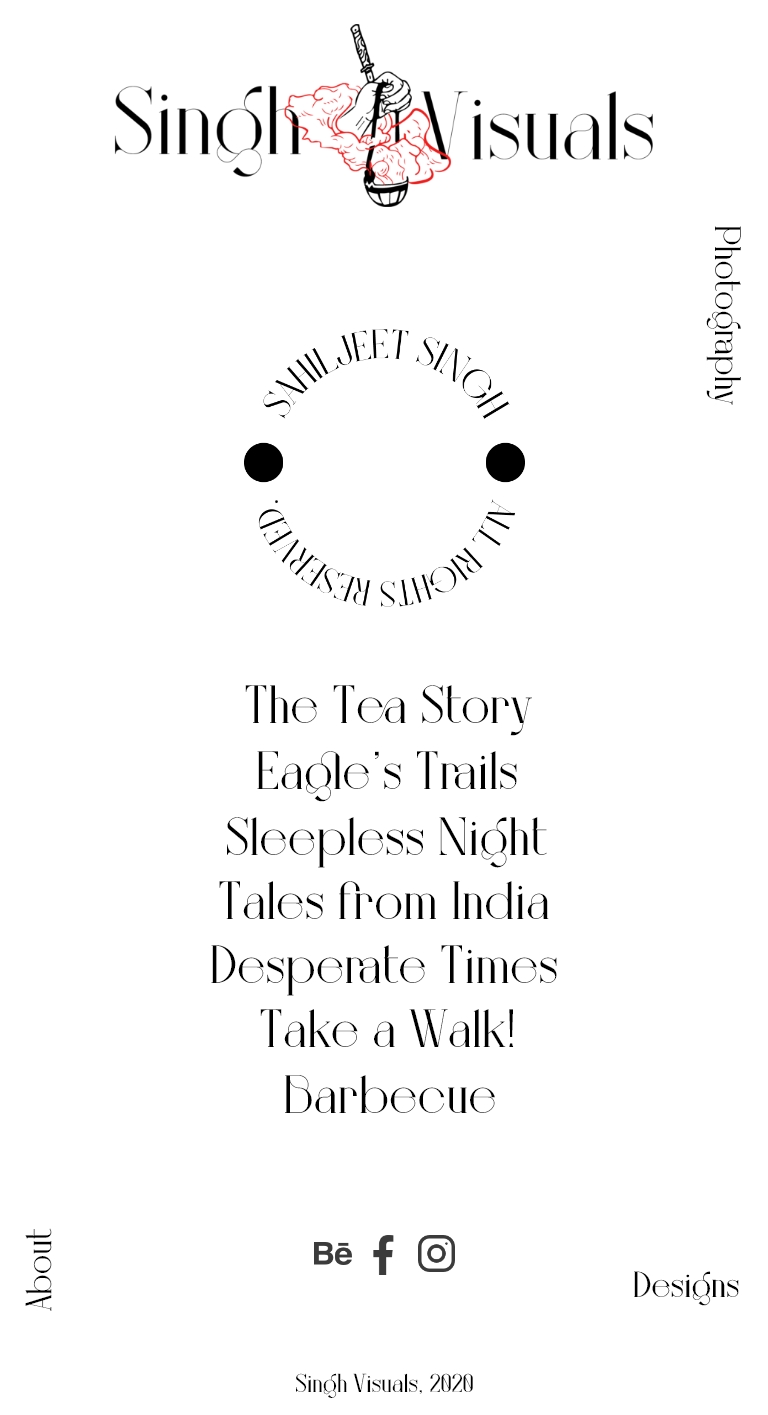 Singh Visuals
Photography
SAHILJEET SINGH
ALL RIGHTS RESERVED.
The Tea Story
Eagle's Trails
Sleepless Night
Tales from India
Desperate Times
Take a Walk!
Barbecue
About
Bē
Designs
Singh Visuals, 2020